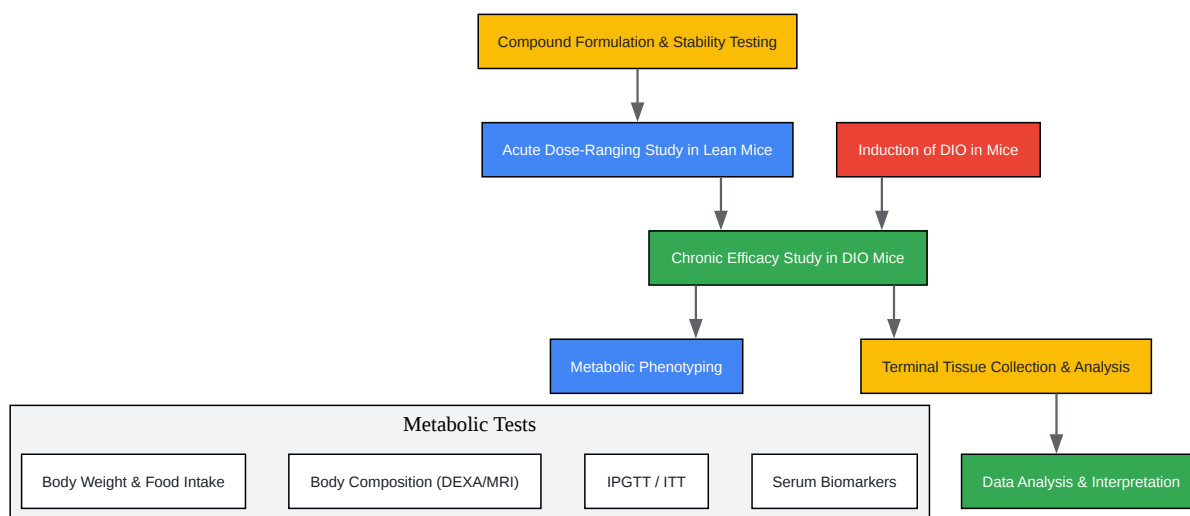 Compound Formulation & Stability Testing
Acute Dose-Ranging Study in Lean Mice
Induction of DIO in Mice
Chronic Efficacy Study in DIO Mice
Metabolic Phenotyping
Terminal Tissue Collection & Analysis
Metabolic Tests
Body Weight & Food Intake
Body Composition (DEXA/MRI)
IPGTT / ITT
Serum Biomarkers
Data Analysis & Interpretation